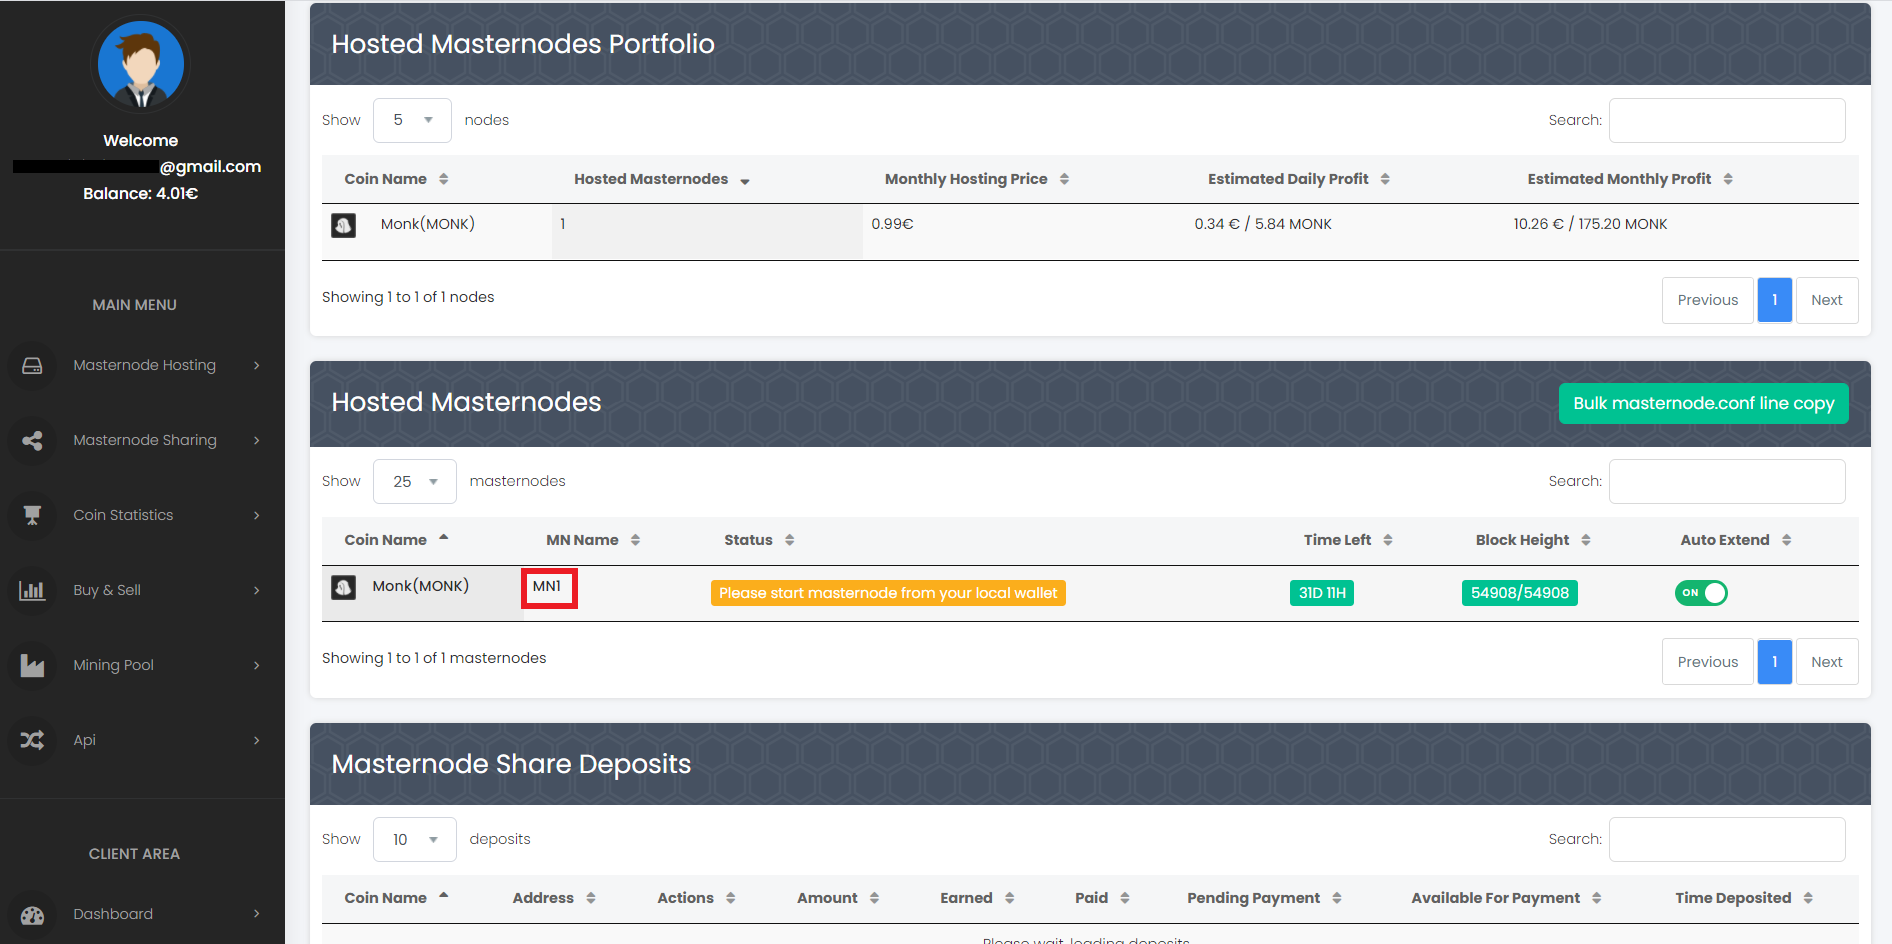 Welcome
@gmail.com
Balance: 4.01€
MAIN MENU
Masternode Hosting
Masternode Sharing
Coin Statistics
Buy & Sell
Mining Pool
Api
CLIENT AREA
Dashboard
Hosted Masternodes Portfolio
Show 5 nodes Search:
Coin Name Hosted Masternodes Monthly Hosting Price Estimated Daily Profit Estimated Monthly Profit
Monk(MONK) 1 0.99€ 0.34 € / 5.84 MONK 10.26 € / 175.20 MONK
Showing 1 to 1 of 1 nodes Previous 1 Next
Hosted Masternodes Bulk masternode.conf line copy
Show 25 masternodes Search:
Coin Name MN Name Status Time Left Block Height Auto Extend
Monk(MONK) MN1 Please start masternode from your local wallet 31D 11H 54908/54908 ON
Showing 1 to 1 of 1 masternodes Previous 1 Next
Masternode Share Deposits
Show 10 deposits Search:
Coin Name Address Actions Amount Earned Paid Pending Payment Available For Payment Time Deposited
Please wait, loading deposits